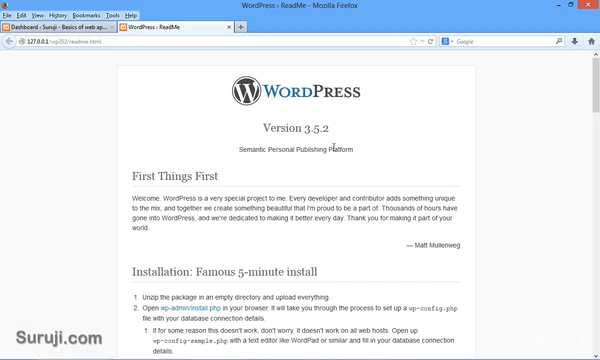 WordPress › ReadMe - Mozilla Firefox
File Edit View History Bookmarks Tools Help
Dashboard ‹ Suruji - Basics of web ap...
WordPress › ReadMe
127.0.0.1/wp352/readme.html
Google
WORDPRESS
Version 3.5.2
Semantic Personal Publishing Platform
First Things First
Welcome. WordPress is a very special project to me. Every developer and contributor adds something unique
to the mix, and together we create something beautiful that I'm proud to be a part of. Thousands of hours have
gone into WordPress, and we're dedicated to making it better every day. Thank you for making it part of your
world.
— Matt Mullenweg
Installation: Famous 5-minute install
1. Unzip the package in an empty directory and upload everything.
2. Open wp-admin/install.php in your browser. It will take you through the process to set up a wp-config.php
file with your database connection details.
1. If for some reason this doesn't work, don't worry. It doesn't work on all web hosts. Open up
wp-config-sample.php with a text editor like WordPad or similar and fill in your database connection
details.
Suruji.com